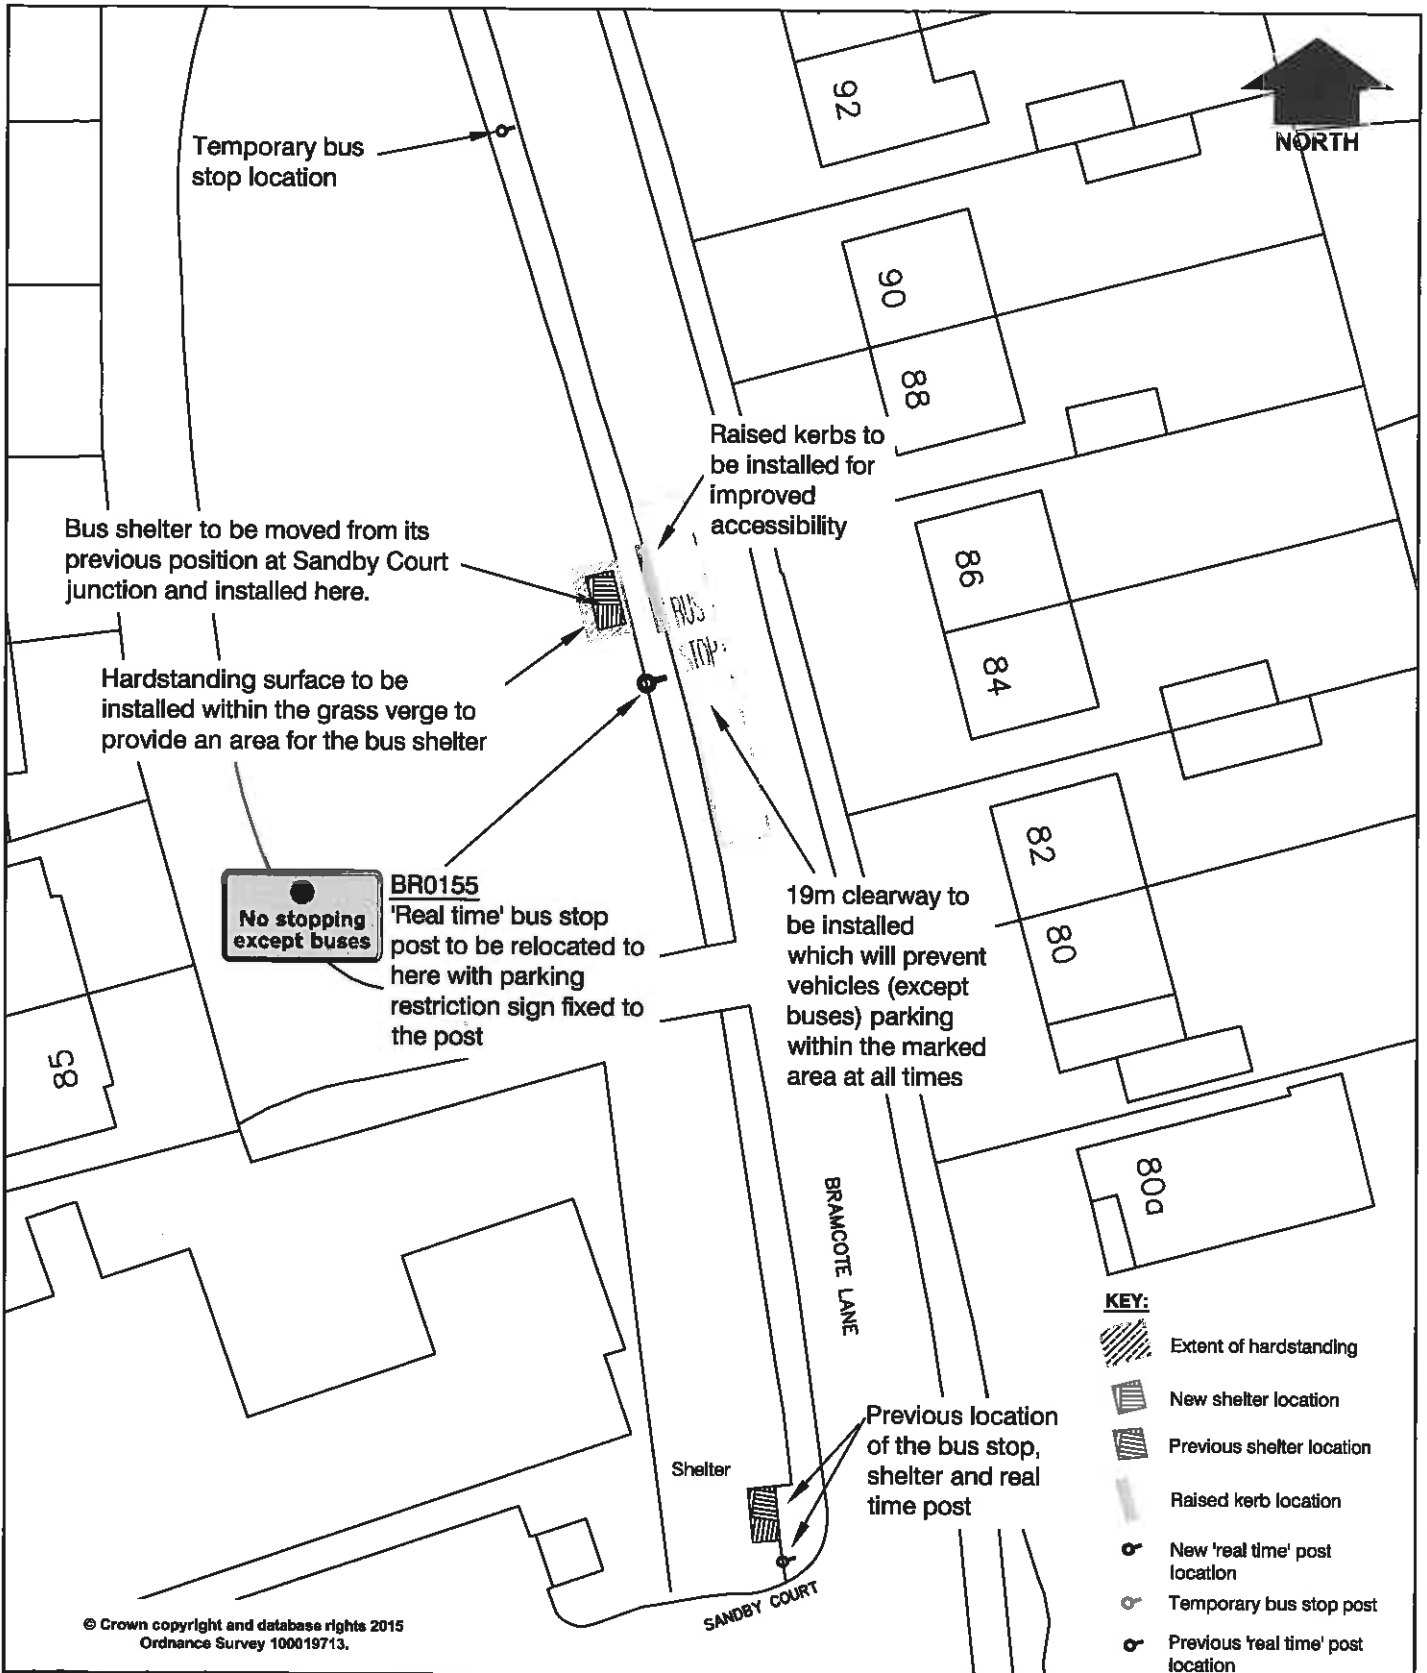 92
NORTH
Temporary bus
stop location
90
88
Raised kerbs to
be installed for
improved
accessibility
Bus shelter to be moved from its
previous position at Sandby Court
junction and installed here.
86
BUS
STOP
84
Hardstanding surface to be
installed within the grass verge to
provide an area for the bus shelter
82
80
No stopping
except buses
BR0155
'Real time' bus stop
post to be relocated to
here with parking
restriction sign fixed to
the post
19m clearway to
be installed
which will prevent
vehicles (except
buses) parking
within the marked
area at all times
85
80a
BRAMCOTE LANE
Previous location
of the bus stop,
shelter and real
time post
Shelter
SANDBY COURT
KEY:
Extent of hardstanding
New shelter location
Previous shelter location
Raised kerb location
New 'real time' post
location
Temporary bus stop post
Previous 'real time' post
location
© Crown copyright and database rights 2015
Ordnance Survey 100019713.